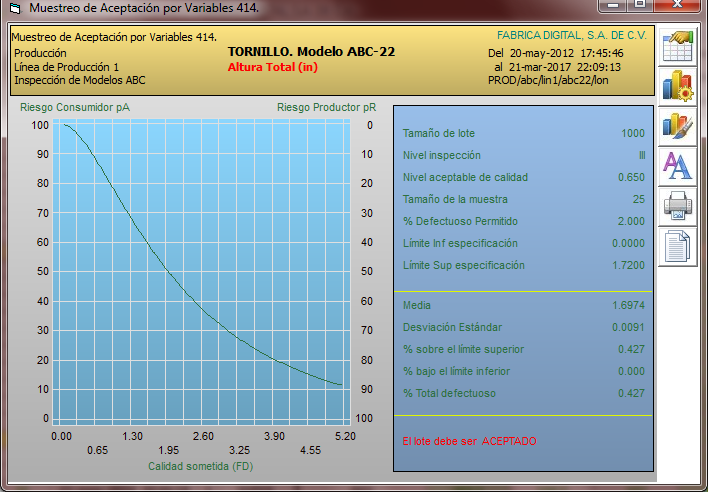 Muestreo de Aceptación por Variables 414.
Muestreo de Aceptación por Variables 414.
FABRICA DIGITAL, S.A. DE C.V.
Producción
TORNILLO. Modelo ABC-22
Del 20-may-2012 17:45:46
Línea de Producción 1
Altura Total (in)
al 21-mar-2017 22:09:13
Inspección de Modelos ABC
PROD/abc/lin1/abc22/lon
Riesgo Consumidor pA
Riesgo Productor pR
100 0
90 10
80 20
70 30
60 40
50 50
40 60
30 70
20 80
10 90
0 100
0.00 1.30 2.60 3.90 5.20
0.65 1.95 3.25 4.55
Calidad sometida (FD)
Tamaño de lote 1000
Nivel inspección III
Nivel aceptable de calidad 0.650
Tamaño de la muestra 25
% Defectuoso Permitido 2.000
Límite Inf especificación 0.0000
Límite Sup especificación 1.7200
Media 1.6974
Desviación Estándar 0.0091
% sobre el límite superior 0.427
% bajo el límite inferior 0.000
% Total defectuoso 0.427
El lote debe ser ACEPTADO